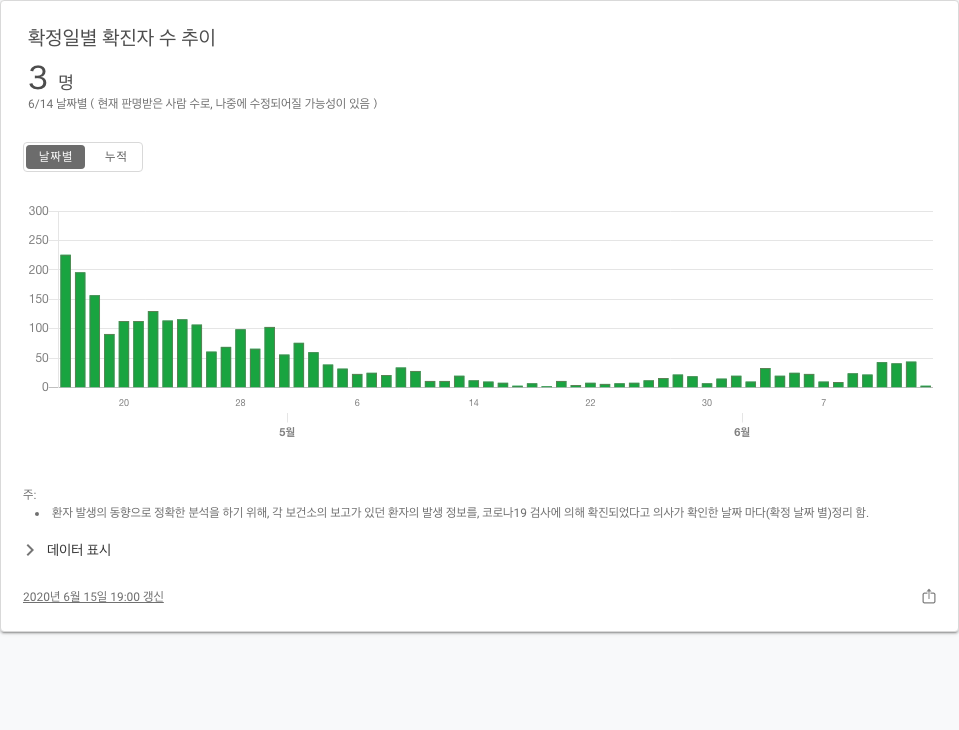 확정일별 확진자 수 추이
3 명
6/14 날짜별 ( 현재 판명받은 사람 수로, 나중에 수정되어질 가능성이 있음 )
날짜별 누적
300
250
200
150
100
50
0
20 28 6 14 22 30 7
5월 6월
주:
• 환자 발생의 동향으로 정확한 분석을 하기 위해, 각 보건소의 보고가 있던 환자의 발생 정보를, 코로나19 검사에 의해 확진되었다고 의사가 확인한 날짜 마다(확정 날짜 별)정리 함.
데이터 표시
2020년 6월 15일 19:00 갱신